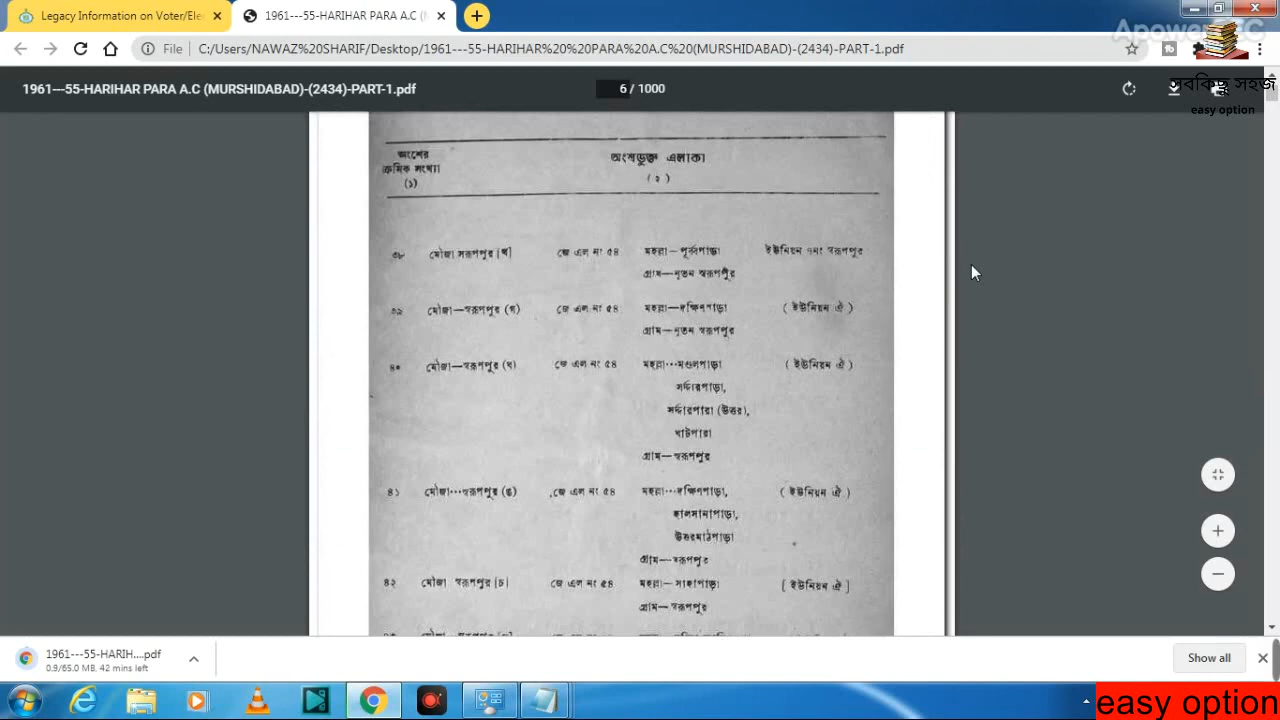 Legacy Information on Voter/Ele
1961---55-HARIHAR PARA A.C (M
ApowerREC
File
C:/Users/NAWAZ%20SHARIF/Desktop/1961---55-HARIHAR%20%20PARA%20A.C%20(MURSHIDABAD)-(2434)-PART-1.pdf
1961---55-HARIHAR PARA A.C (MURSHIDABAD)-(2434)-PART-1.pdf
6 / 1000
সবকিছু সহজ
easy option
অংশের
ক্রমিক সংখ্যা
(১)
অংশভুক্ত এলাকা
(২)
৩৮ মৌজা সরূপপুর (খ) জে এল নং ৫৪ মহল্লা—পূর্ব্বপাড়া ইউনিয়ন ৭নং স্বরূপপুর
গ্রাম—নূতন স্বরূপপুর
৩৯ মৌজা—স্বরূপপুর (গ) জে এল নং ৫৪ মহল্লা—দক্ষিণপাড়া (ইউনিয়ন ঐ)
গ্রাম—নূতন স্বরূপপুর
৪০ মৌজা—স্বরূপপুর (ঘ) জে এল নং ৫৪ মহল্লা···মণ্ডলপাড়া (ইউনিয়ন ঐ)
সর্দ্দারপাড়া,
সর্দ্দারপারা (উত্তর),
ঘাটপারা
গ্রাম—স্বরূপপুর
৪১ মৌজা···স্বরূপপুর (ঙ) জে এল নং ৫৪ মহল্লা···দক্ষিণপাড়া, (ইউনিয়ন ঐ)
হালসানাপাড়া,
উত্তরমাঠপাড়া
গ্রাম—স্বরূপপুর
৪২ মৌজা স্বরূপপুর (চ) জে এল নং ৫৪ মহল্লা—সাহাপাড়া [ইউনিয়ন ঐ]
গ্রাম—স্বরূপপুর
1961---55-HARIH....pdf
0.9/65.0 MB, 42 mins left
Show all
easy option